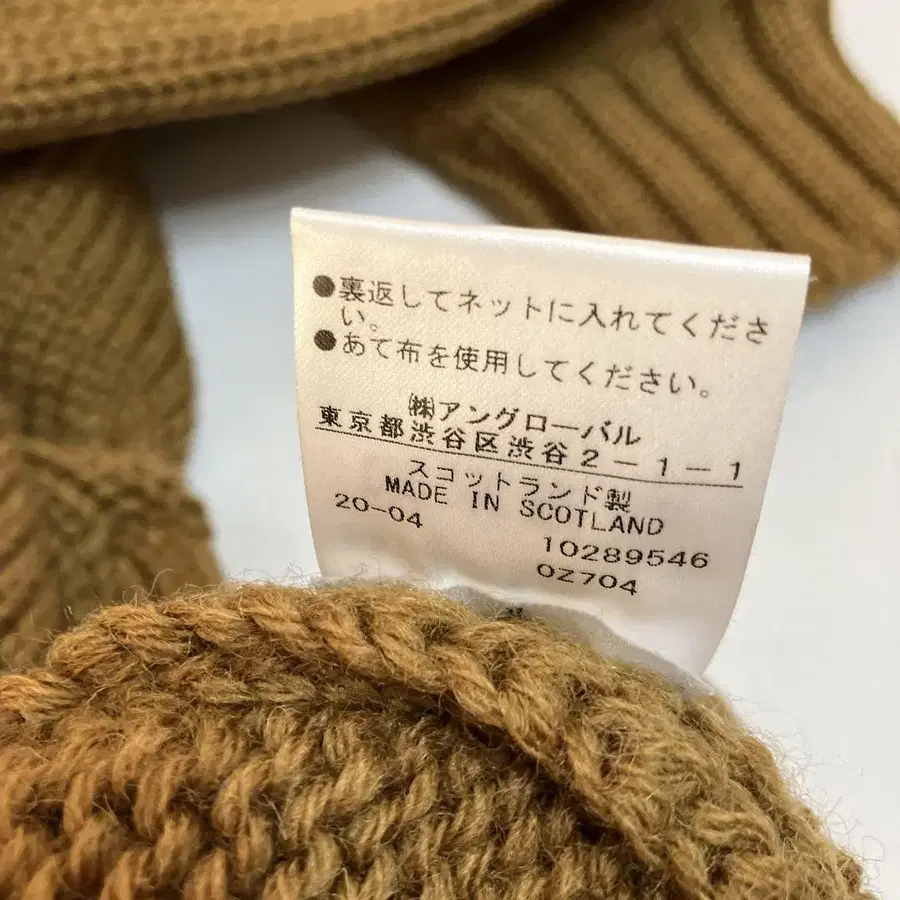 ●裏返してネットに入れてくださ
い。
●あて布を使用してください。
㈱アングローバル
東京都渋谷区渋谷2-1-1
スコットランド製
MADE IN SCOTLAND
20-04
10289546
0Z704